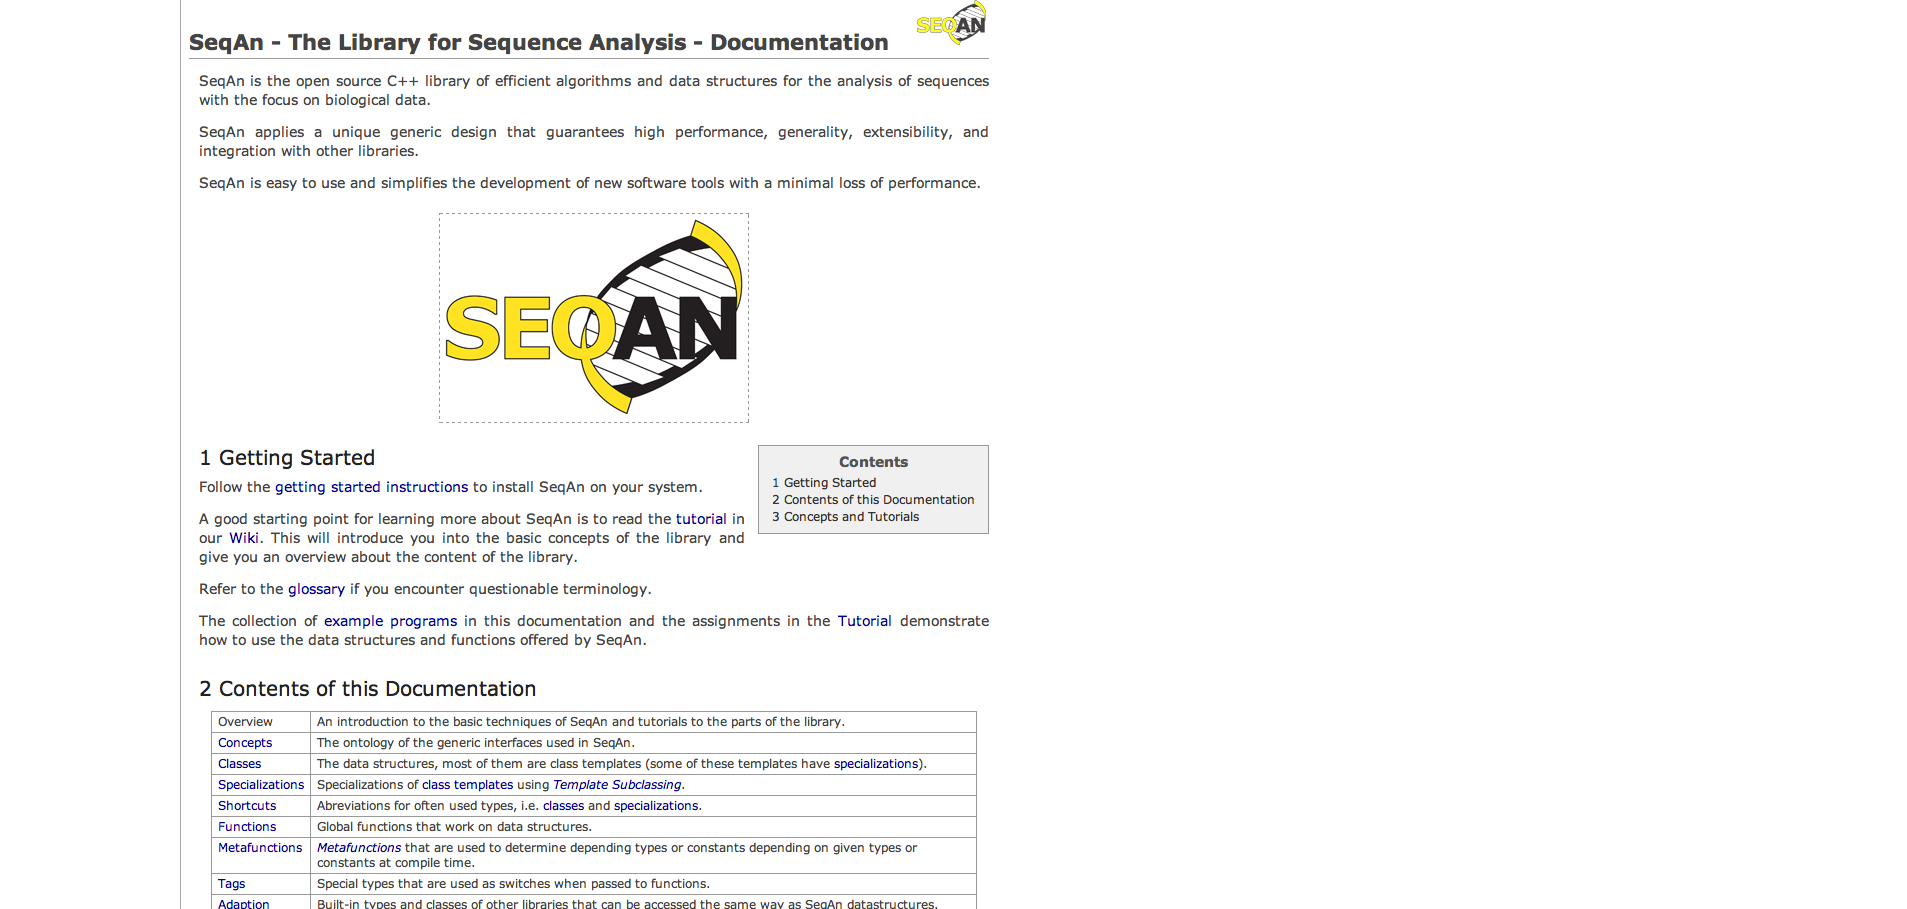 SEQAN
SeqAn - The Library for Sequence Analysis - Documentation
SeqAn is the open source C++ library of efficient algorithms and data structures for the analysis of sequences
with the focus on biological data.
SeqAn applies a unique generic design that guarantees high performance, generality, extensibility, and
integration with other libraries.
SeqAn is easy to use and simplifies the development of new software tools with a minimal loss of performance.
SEQAN
1 Getting Started
Follow the getting started instructions to install SeqAn on your system.
A good starting point for learning more about SeqAn is to read the tutorial in
our Wiki. This will introduce you into the basic concepts of the library and
give you an overview about the content of the library.
Refer to the glossary if you encounter questionable terminology.
The collection of example programs in this documentation and the assignments in the Tutorial demonstrate
how to use the data structures and functions offered by SeqAn.
Contents
1 Getting Started
2 Contents of this Documentation
3 Concepts and Tutorials
2 Contents of this Documentation
Overview An introduction to the basic techniques of SeqAn and tutorials to the parts of the library.
Concepts The ontology of the generic interfaces used in SeqAn.
Classes The data structures, most of them are class templates (some of these templates have specializations).
Specializations Specializations of class templates using Template Subclassing.
Shortcuts Abreviations for often used types, i.e. classes and specializations.
Functions Global functions that work on data structures.
Metafunctions Metafunctions that are used to determine depending types or constants depending on given types or
constants at compile time.
Tags Special types that are used as switches when passed to functions.
Adaption Built-in types and classes of other libraries that can be accessed the same way as SeqAn datastructures.